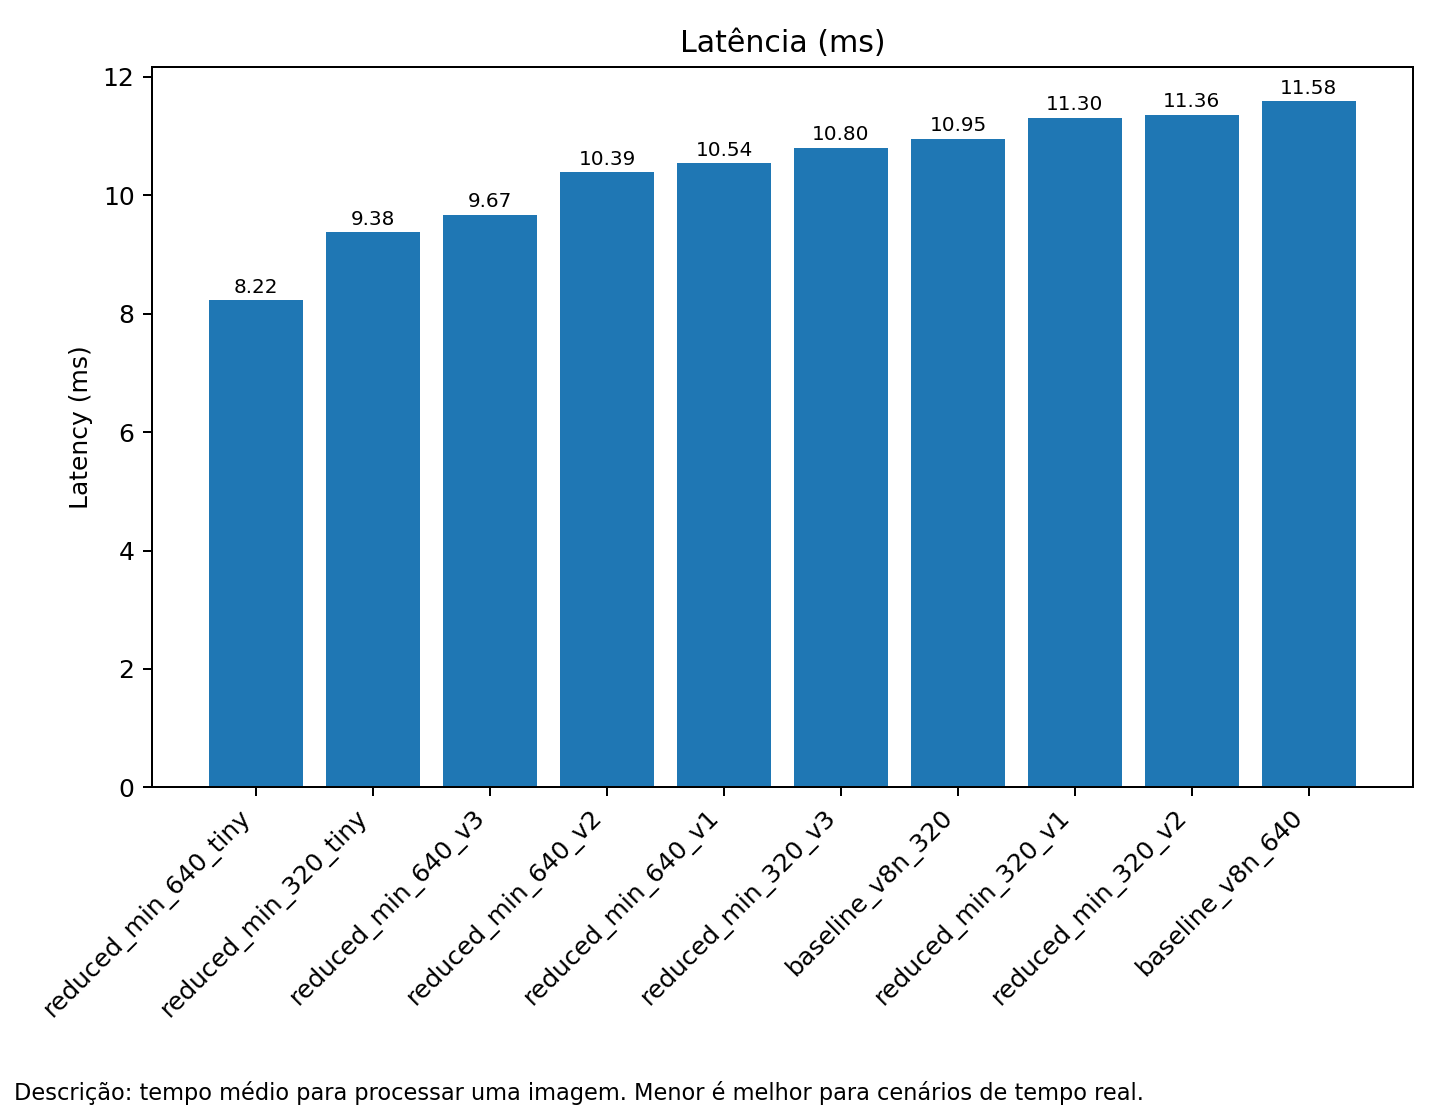 Latência (ms)
Latency (ms)
12
10
8
6
4
2
0
8.22
9.38
9.67
10.39
10.54
10.80
10.95
11.30
11.36
11.58
reduced_min_640_tiny
reduced_min_320_tiny
reduced_min_640_v3
reduced_min_640_v2
reduced_min_640_v1
reduced_min_320_v3
baseline_v8n_320
reduced_min_320_v1
reduced_min_320_v2
baseline_v8n_640
Descrição: tempo médio para processar uma imagem. Menor é melhor para cenários de tempo real.